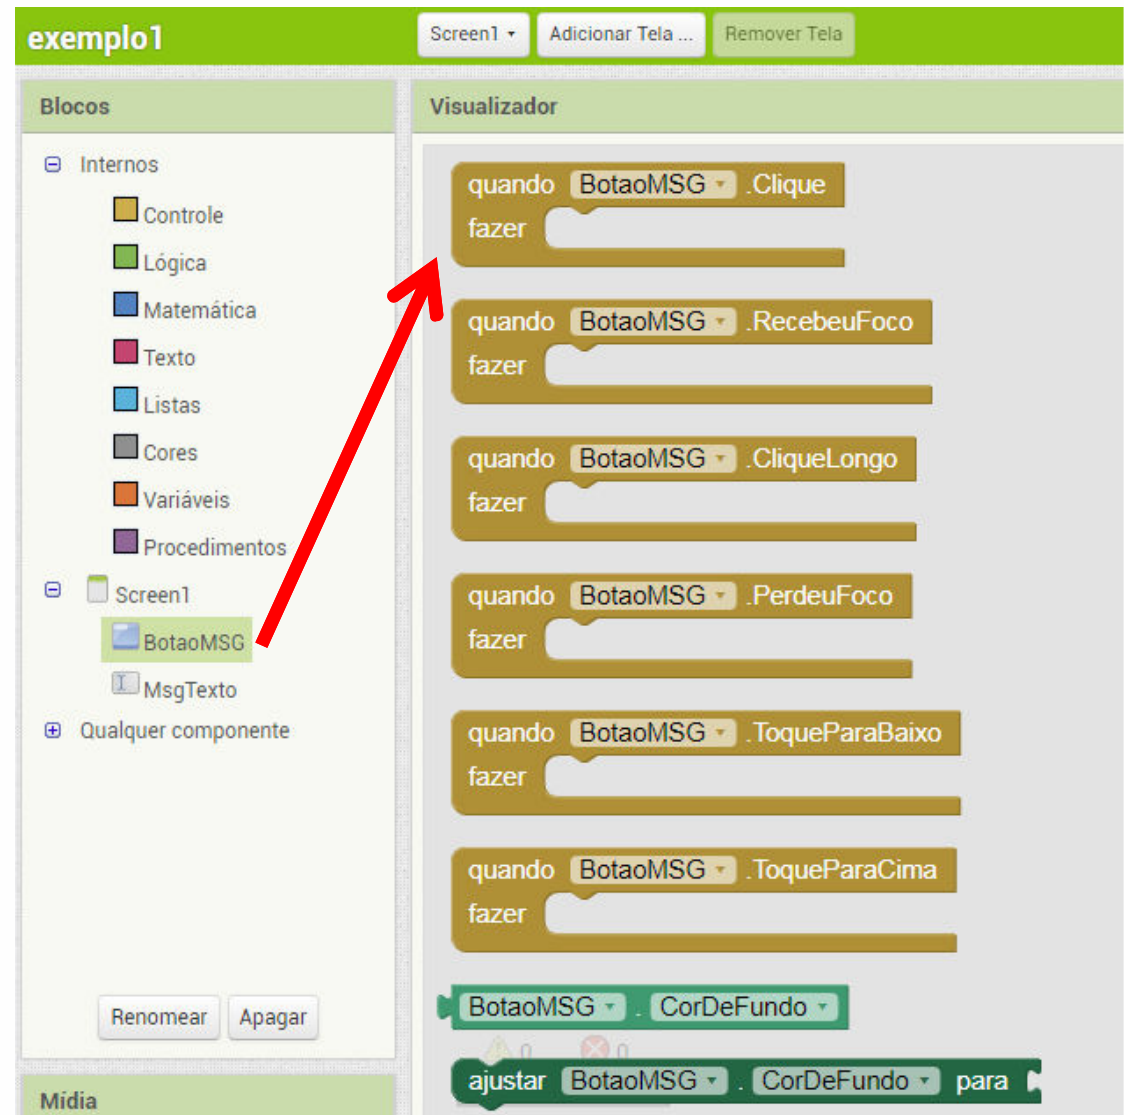 exemplo1
Screen1
Adicionar Tela ...
Remover Tela
Blocos
Internos
Controle
Lógica
Matemática
Texto
Listas
Cores
Variáveis
Procedimentos
Screen1
BotaoMSG
MsgTexto
Qualquer componente
Renomear
Apagar
Mídia
Visualizador
quando BotaoMSG .Clique
fazer
quando BotaoMSG .RecebeuFoco
fazer
quando BotaoMSG .CliqueLongo
fazer
quando BotaoMSG .PerdeuFoco
fazer
quando BotaoMSG .ToqueParaBaixo
fazer
quando BotaoMSG .ToqueParaCima
fazer
BotaoMSG . CorDeFundo
0 0
ajustar BotaoMSG . CorDeFundo para